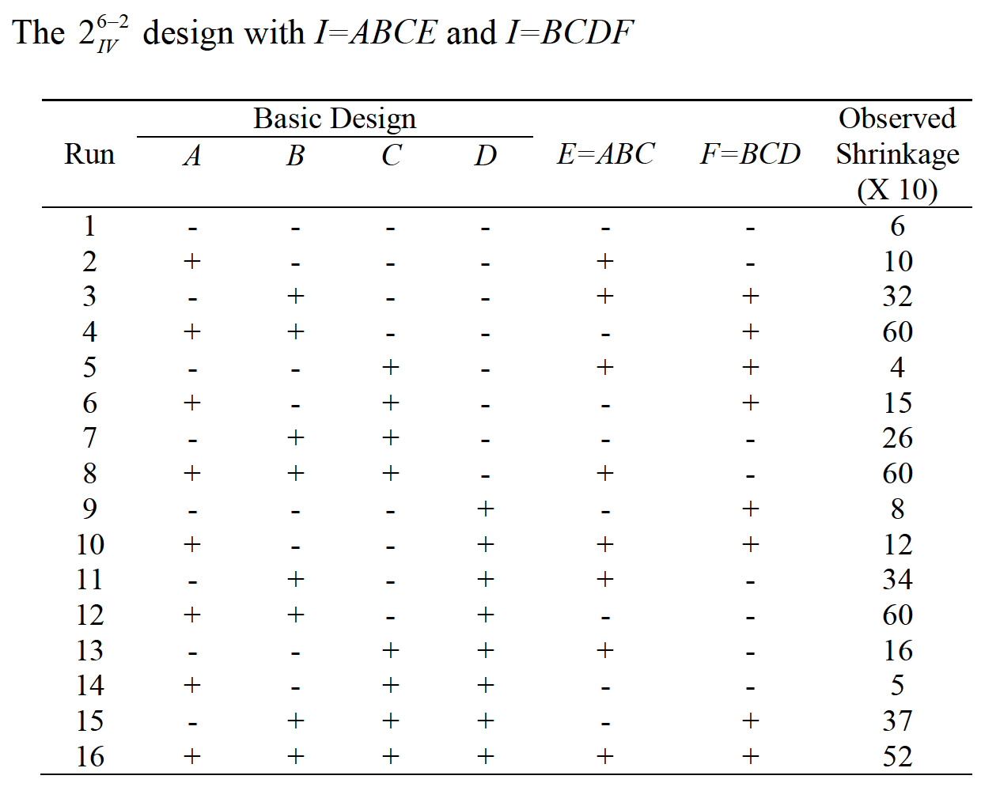 The 2^{6–2}_{IV} design with I=ABCE and I=BCDF
Basic Design Observed
Run A B C D E=ABC F=BCD Shrinkage
(X 10)
1 - - - - - - 6
2 + - - - + - 10
3 - + - - + + 32
4 + + - - - + 60
5 - - + - + + 4
6 + - + - - + 15
7 - + + - - - 26
8 + + + - + - 60
9 - - - + - + 8
10 + - - + + + 12
11 - + - + + - 34
12 + + - + - - 60
13 - - + + + - 16
14 + - + + - - 5
15 - + + + - + 37
16 + + + + + + 52